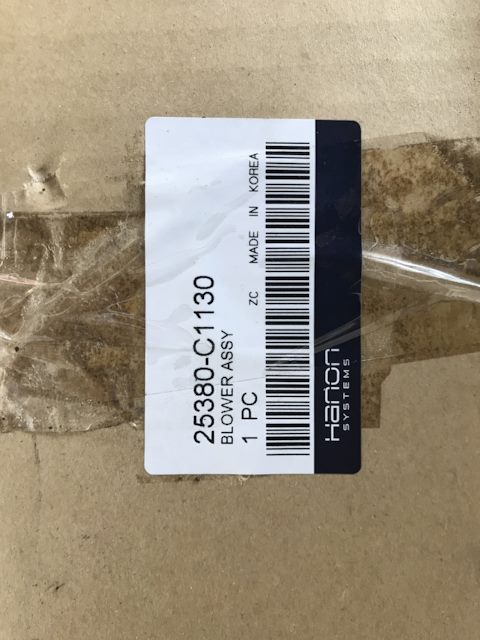 25380-C1130
BLOWER ASSY
1 PC
ZC MADE IN KOREA
Hanon
SYSTEMS